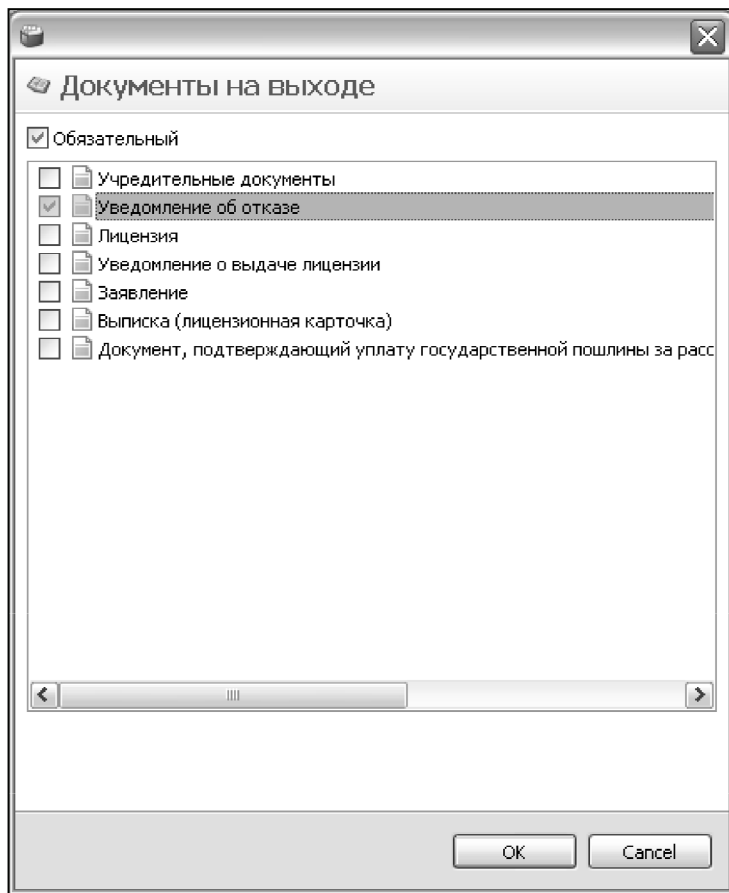 Документы на выходе
Обязательный
Учредительные документы
Уведомление об отказе
Лицензия
Уведомление о выдаче лицензии
Заявление
Выписка (лицензионная карточка)
Документ, подтверждающий уплату государственной пошлины за расс
OK
Cancel